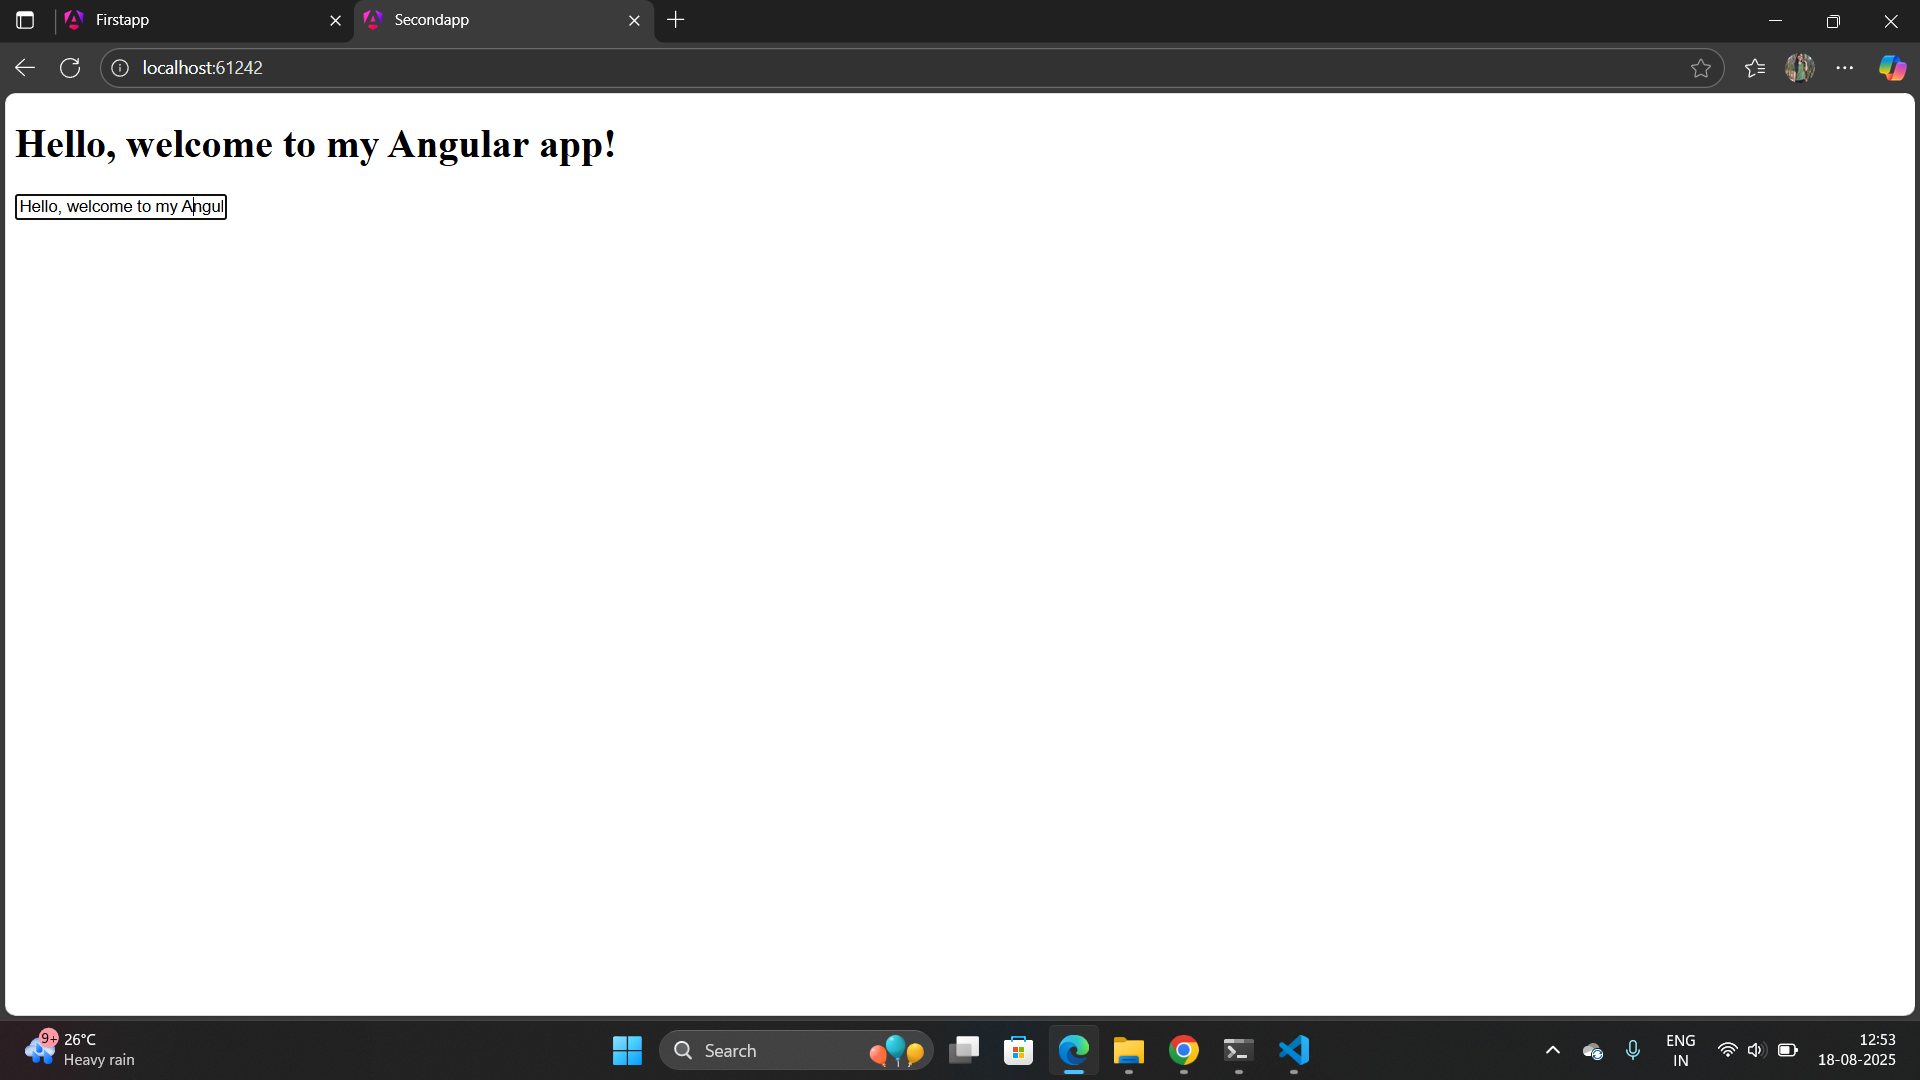 Firstapp
Secondapp
localhost:61242
Hello, welcome to my Angular app!
Hello, welcome to my Angul
9+
26°C
Heavy rain
Search
ENG
IN
12:53
18-08-2025